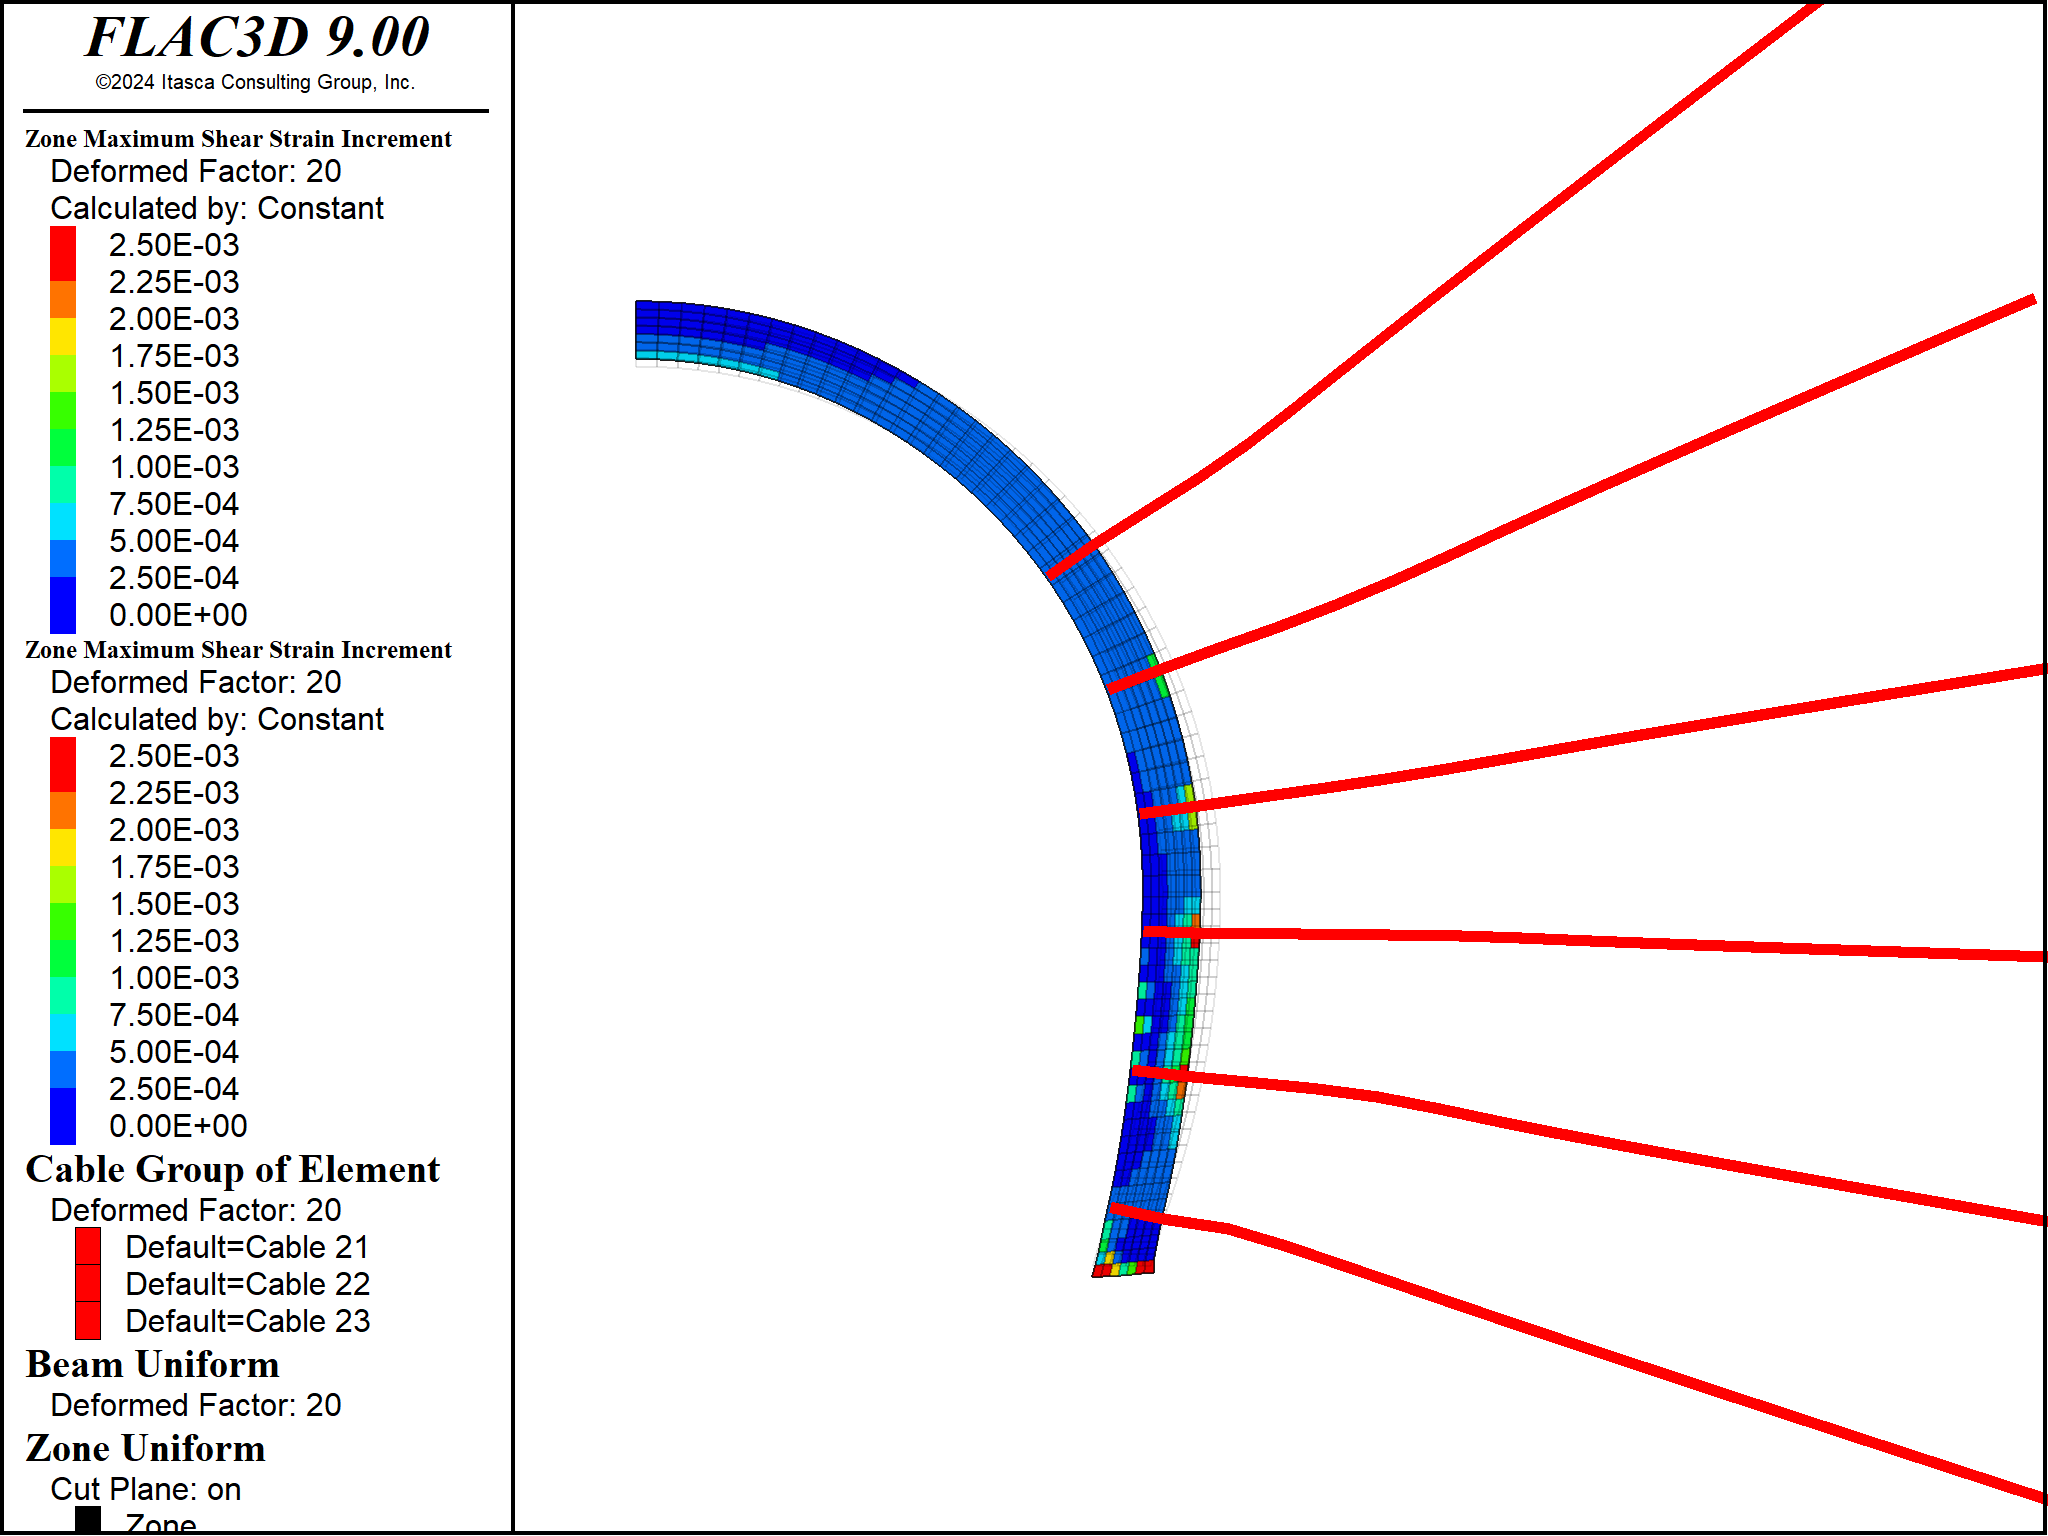 FLAC3D 9.00
©2024 Itasca Consulting Group, Inc.
Zone Maximum Shear Strain Increment
Deformed Factor: 20
Calculated by: Constant
2.50E-03
2.25E-03
2.00E-03
1.75E-03
1.50E-03
1.25E-03
1.00E-03
7.50E-04
5.00E-04
2.50E-04
0.00E+00
Zone Maximum Shear Strain Increment
Deformed Factor: 20
Calculated by: Constant
2.50E-03
2.25E-03
2.00E-03
1.75E-03
1.50E-03
1.25E-03
1.00E-03
7.50E-04
5.00E-04
2.50E-04
0.00E+00
Cable Group of Element
Deformed Factor: 20
Default=Cable 21
Default=Cable 22
Default=Cable 23
Beam Uniform
Deformed Factor: 20
Zone Uniform
Cut Plane: on
Zone